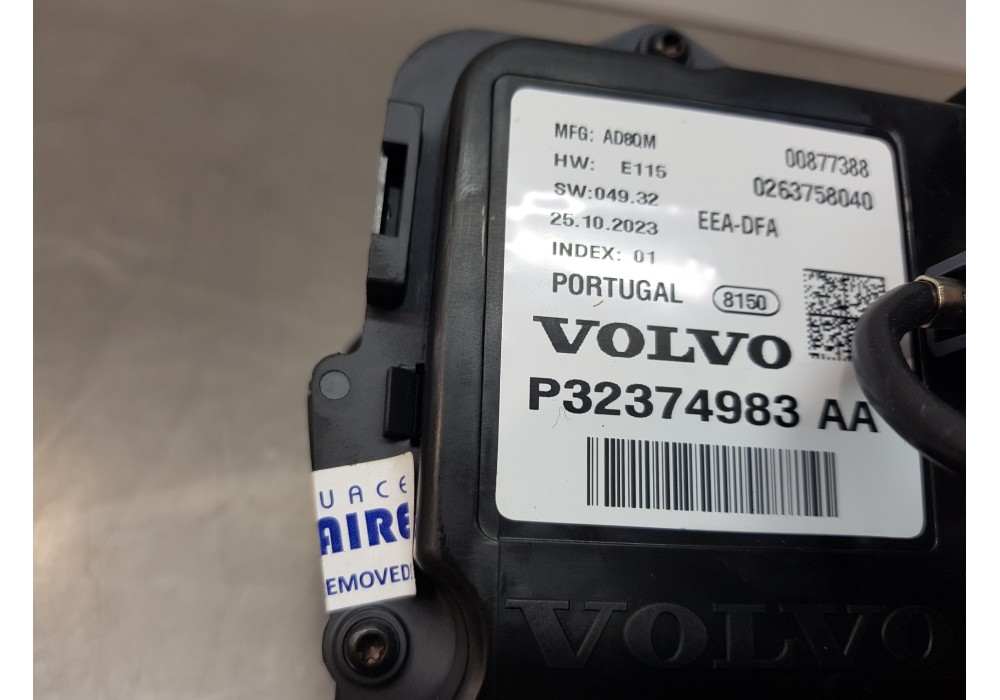 MFG: AD8QM
00877388
HW: E115
0263758040
SW:049.32
25.10.2023
EEA-DFA
INDEX: 01
PORTUGAL 8150
VOLVO
P32374983 AA
UACE
AIRE
EMOVED
VOLVO